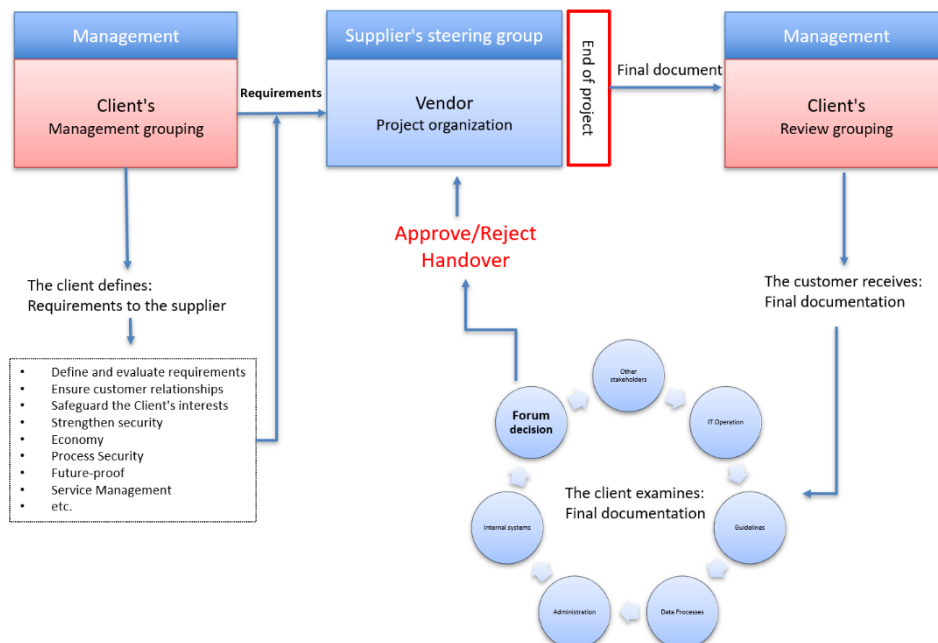 Management
Client's
Management grouping
Requirements
Supplier's steering group
Vendor
Project organization
End of project
Final document
Management
Client's
Review grouping
The client defines:
Requirements to the supplier
• Define and evaluate requirements
• Ensure customer relationships
• Safeguard the Client's interests
• Strengthen security
• Economy
• Process Security
• Future-proof
• Service Management
• etc.
Approve/Reject
Handover
The customer receives:
Final documentation
Other
stakeholders
IT Operation
Guidelines
Data Processes
Administration
Internal systems
Forum
decision
The client examines:
Final documentation